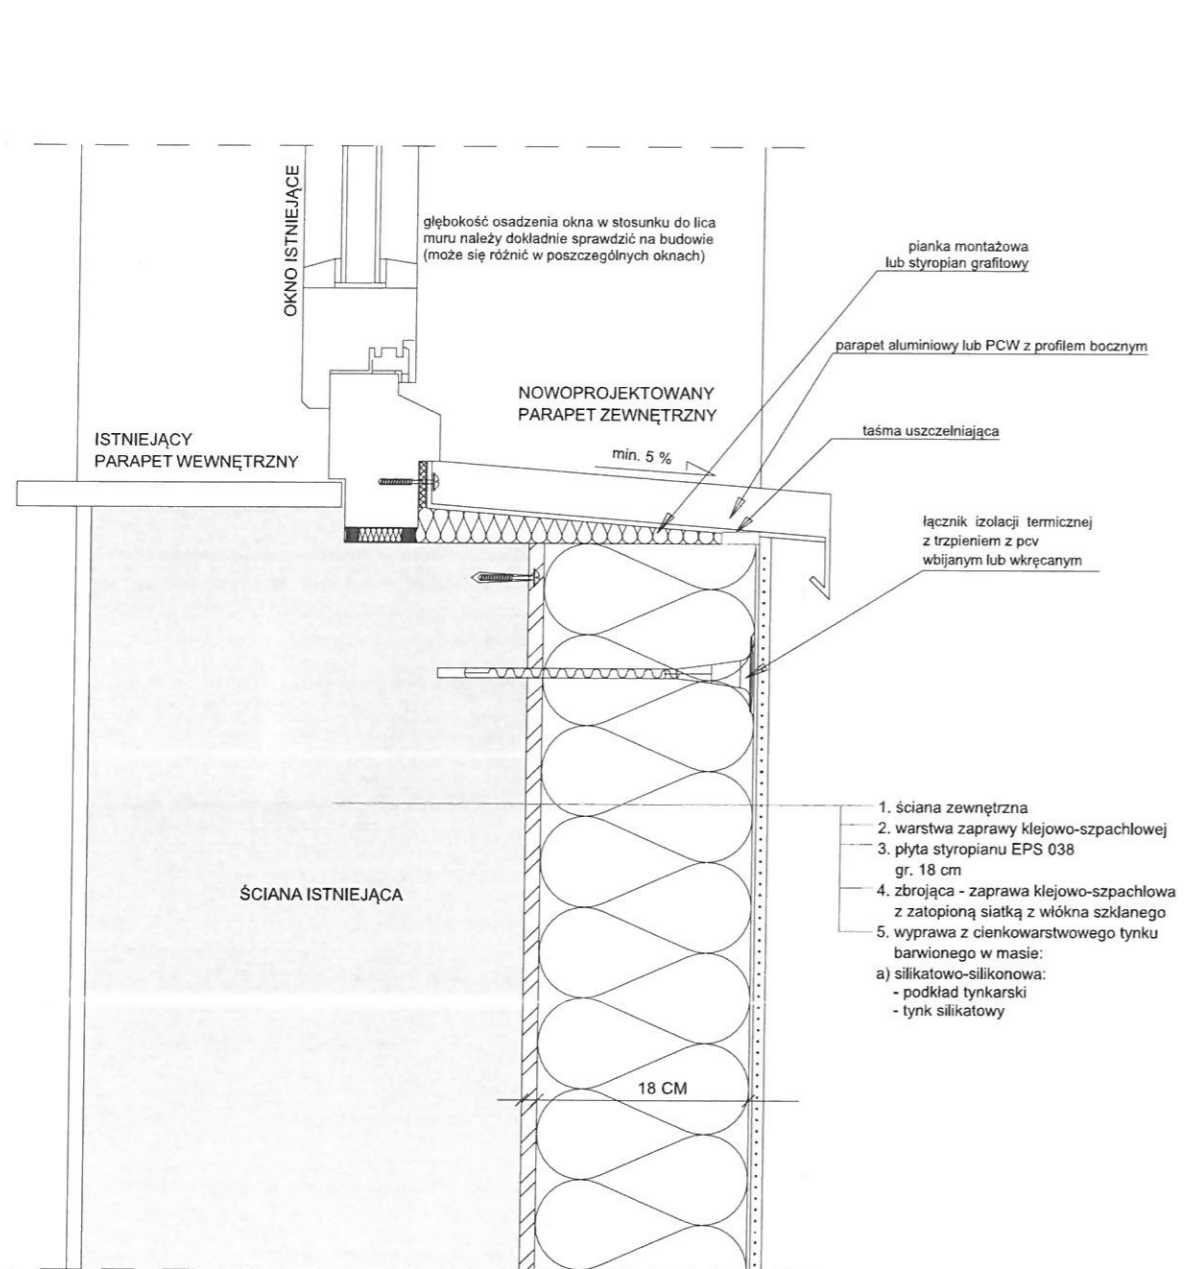 OKNO ISTNIEJĄCE
głębokość osadzenia okna w stosunku do lica
muru należy dokładnie sprawdzić na budowie
(może się różnić w poszczególnych oknach)
pianka montażowa
lub styropian grafitowy
parapet aluminiowy lub PCW z profilem bocznym
NOWOPROJEKTOWANY
PARAPET ZEWNĘTRZNY
taśma uszczelniająca
ISTNIEJĄCY
PARAPET WEWNĘTRZNY
min. 5 %
łącznik izolacji termicznej
z trzpieniem z pcv
wbijanym lub wkręcanym
1. ściana zewnętrzna
2. warstwa zaprawy klejowo-szpachlowej
3. płyta styropianu EPS 038
gr. 18 cm
4. zbrojąca - zaprawa klejowo-szpachlowa
z zatopioną siatką z włókna szklanego
5. wyprawa z cienkowarstwowego tynku
barwionego w masie:
a) silikatowo-silikonowa:
- podkład tynkarski
- tynk silikatowy
ŚCIANA ISTNIEJĄCA
18 CM